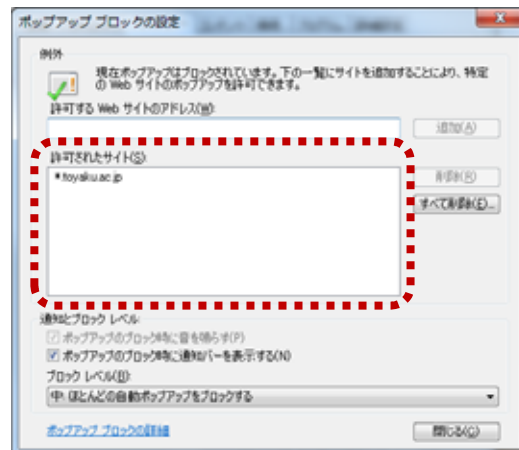 ポップアップ ブロックの設定
例外
現在ポップアップはブロックされています。下の一覧にサイトを追加することにより、特定
の Web サイトのポップアップを許可できます。
許可する Web サイトのアドレス(W):
追加(A)
許可されたサイト(S):
*.toyaku.ac.jp
削除(R)
すべて削除(E)...
通知とブロック レベル:
ポップアップのブロック時に音を鳴らす(P)
ポップアップのブロック時に通知バーを表示する(N)
ブロック レベル(B):
中: ほとんどの自動ポップアップをブロックする
ポップアップ ブロックの詳細
閉じる(C)